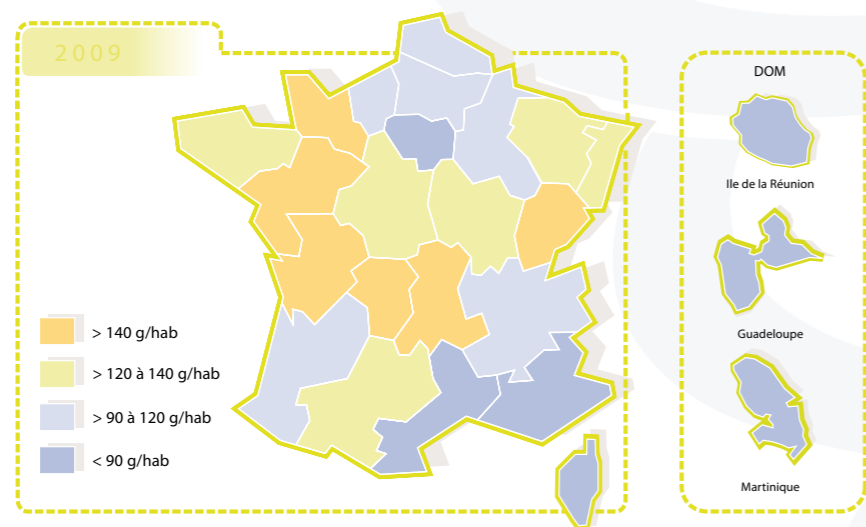 2009
> 140 g/hab
> 120 à 140 g/hab
> 90 à 120 g/hab
< 90 g/hab
DOM
Ile de la Réunion
Guadeloupe
Martinique